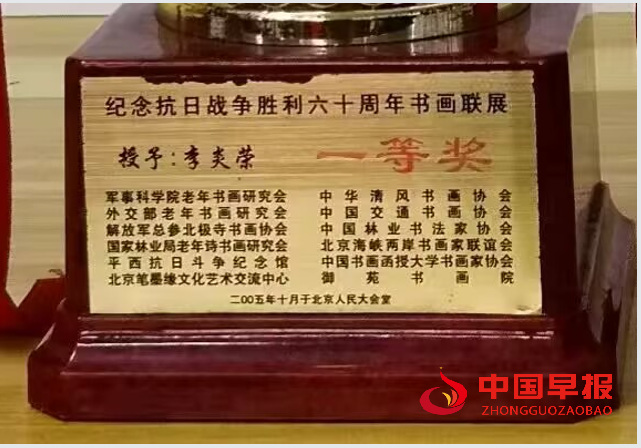 纪念抗日战争胜利六十周年书画联展
授予:李炎荣 一等奖
军事科学院老年书画研究会 中华清风书画协会
外交部老年书画研究会 中国交通书画协会
解放军总参北极寺书画协会 中国林业书法家协会
国家林业局老年诗书画研究会 北京海峡两岸书画家联谊会
平西抗日斗争纪念馆 中国书画函授大学书画家协会
北京笔墨缘文化艺术交流中心 御苑书画院
二00五年十月于北京人民大会堂
中国早报
ZHONGGUOZAOBAO